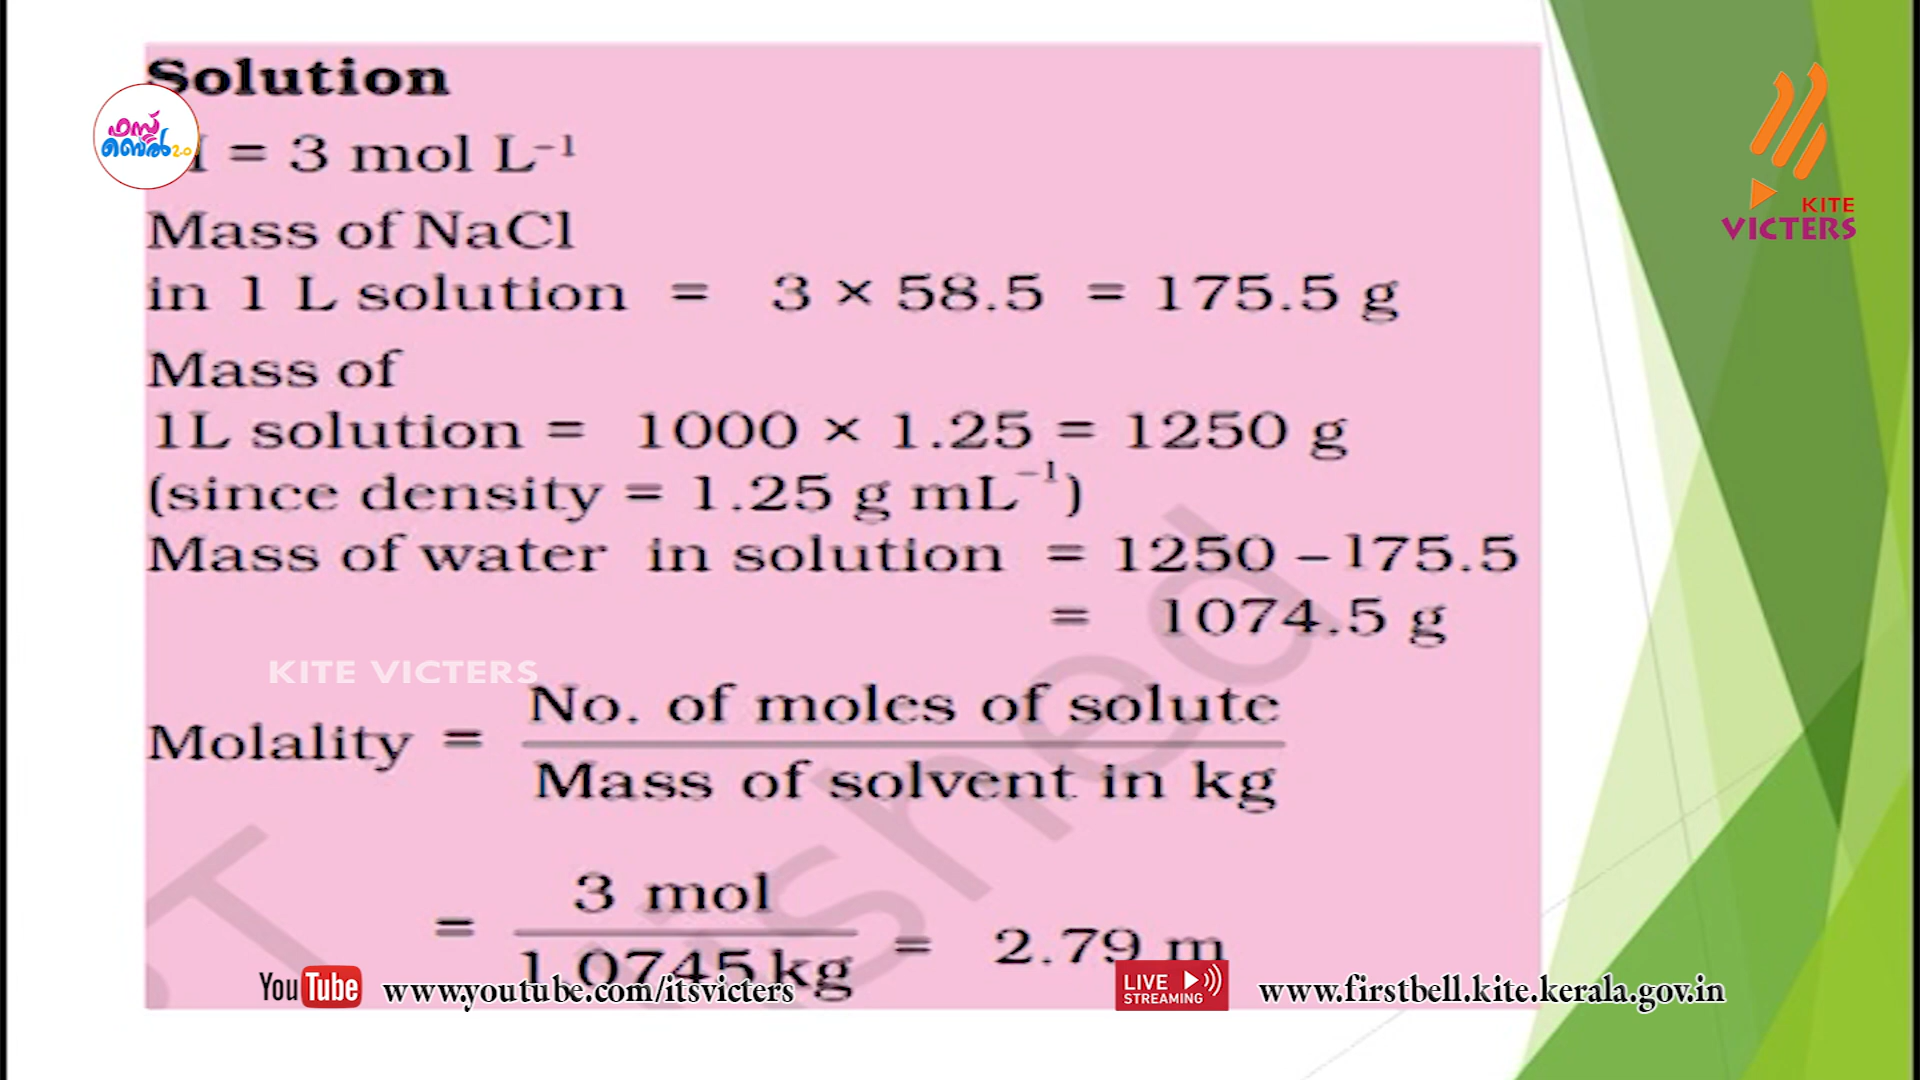 Solution
ഫസ്റ്റ്
ബെൽ 2.0
= 3 mol L⁻¹
KITE
VICTERS
Mass of NaCl
in 1 L solution = 3 × 58.5 = 175.5 g
Mass of
1L solution = 1000 × 1.25 = 1250 g
(since density = 1.25 g mL⁻¹)
Mass of water in solution = 1250 – 175.5
= 1074.5 g
KITE VICTERS
Molality = No. of moles of solute
Mass of solvent in kg
= 3 mol
1.0745 kg = 2.79 m
YouTube www.youtube.com/itsvicters
LIVE STREAMING www.firstbell.kite.kerala.gov.in